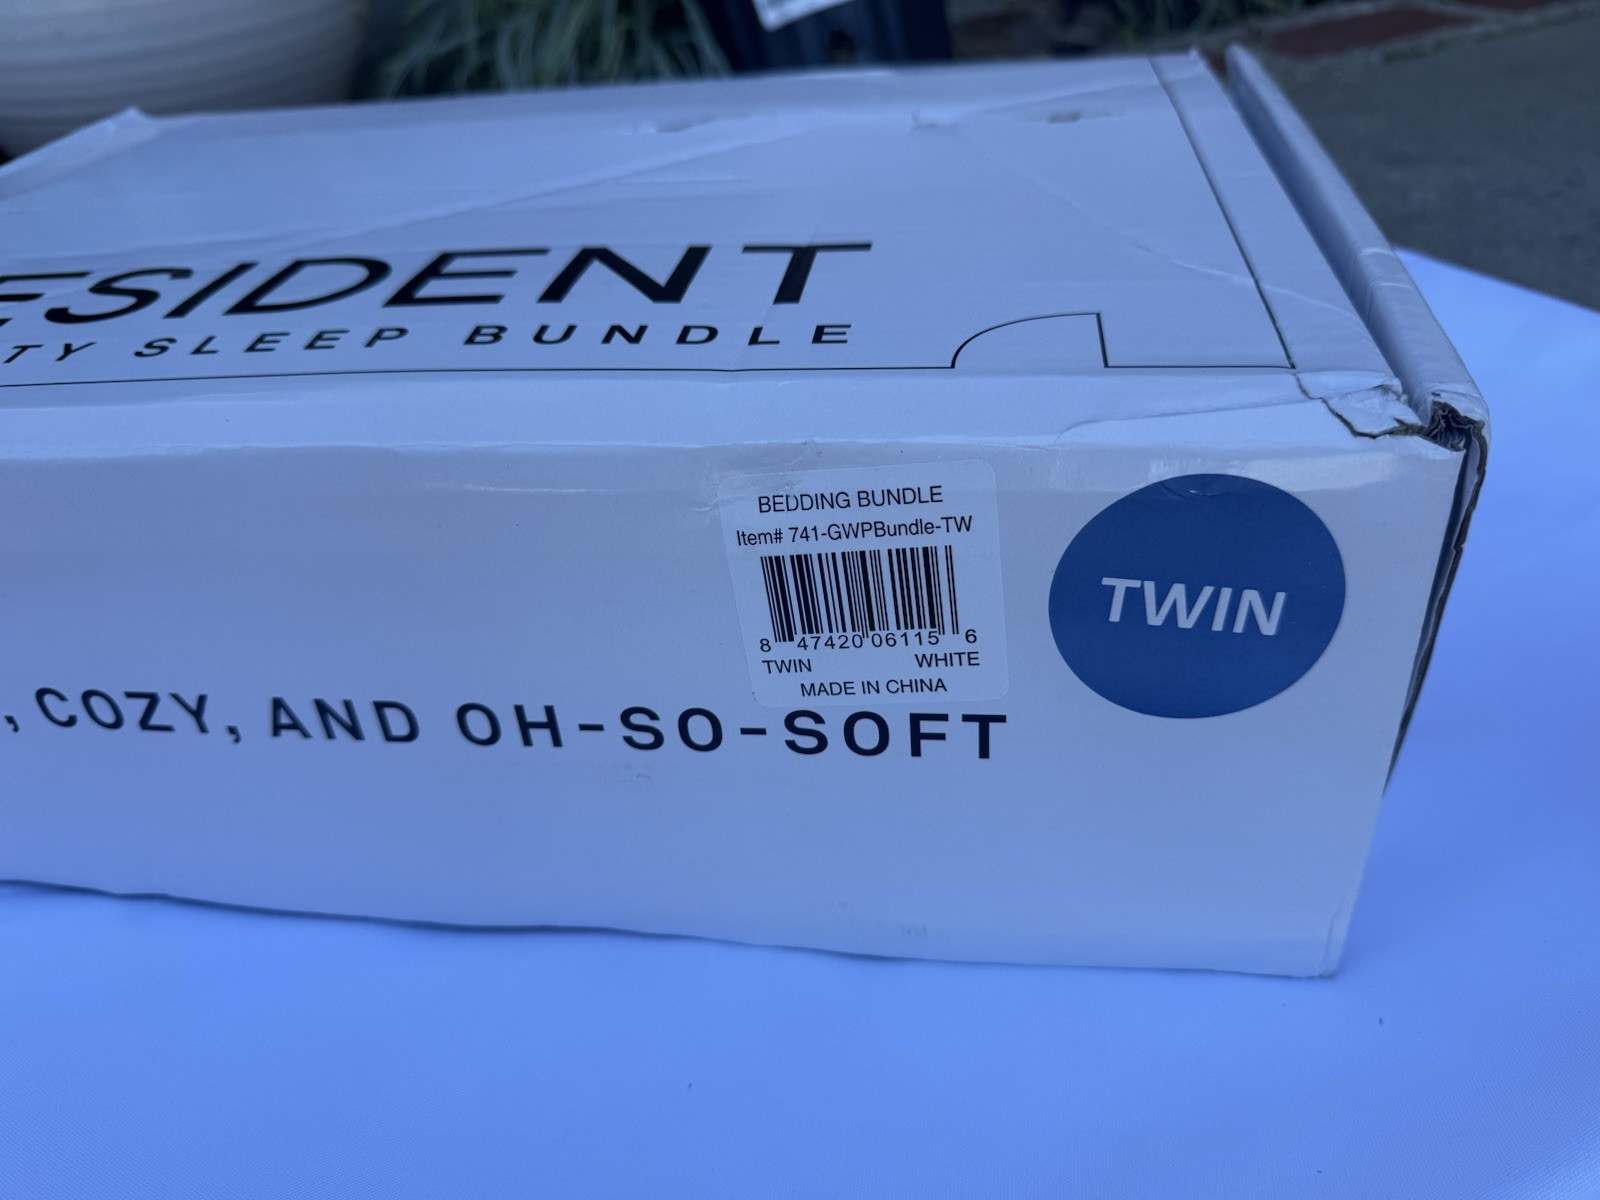 ESIDENT
TY SLEEP BUNDLE
BEDDING BUNDLE
Item# 741-GWPBundle-TW
8 47420 06115 6
TWIN WHITE
MADE IN CHINA
TWIN
, COZY, AND OH-SO-SOFT